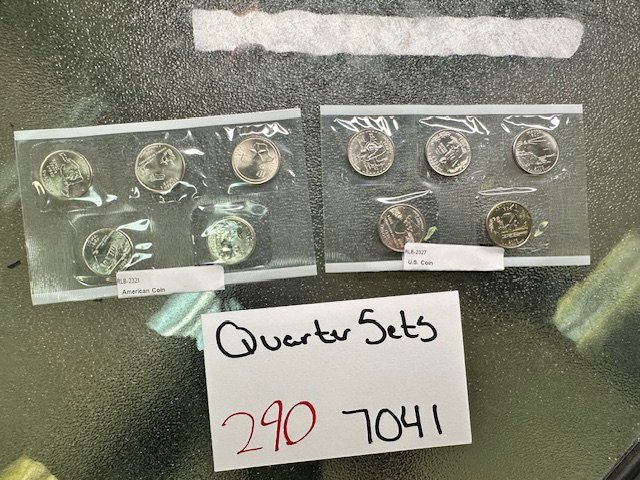 RLB-2321
American Coin
RLB-2327
U.S. Coin
Quarter Sets
290 7041